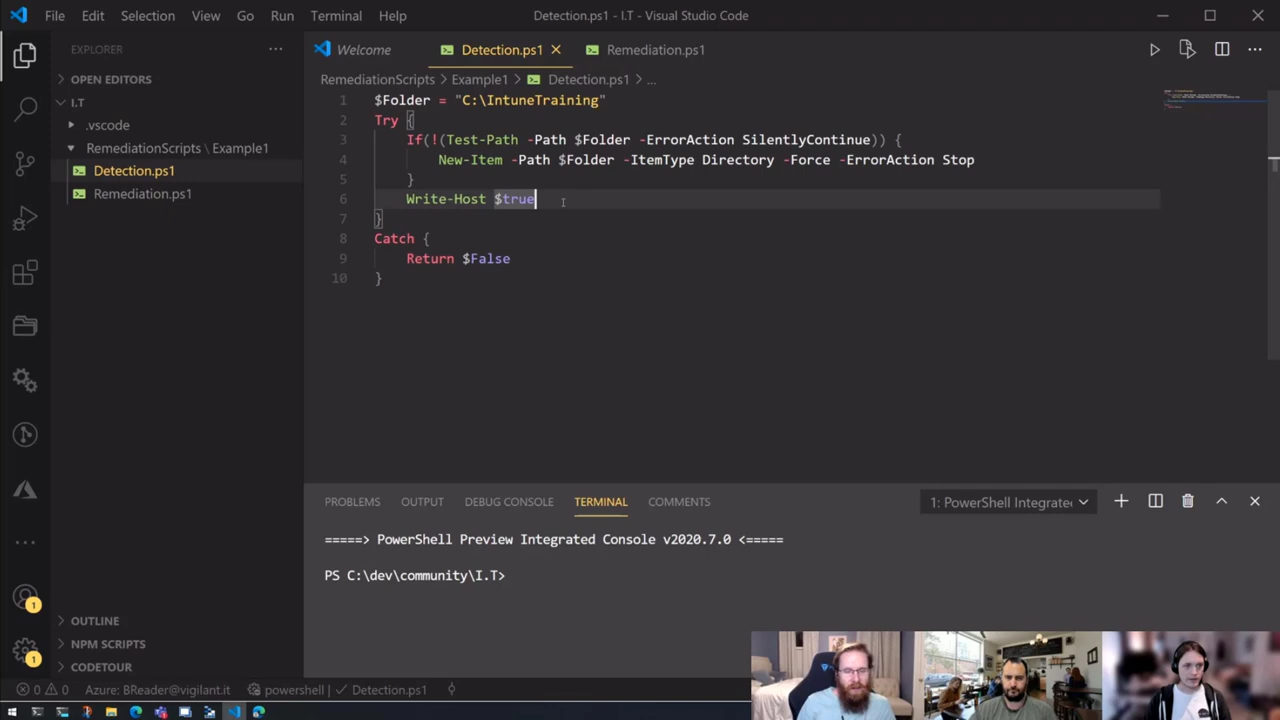 File Edit Selection View Go Run Terminal Help Detection.ps1 - I.T - Visual Studio Code
EXPLORER
OPEN EDITORS
I.T
.vscode
RemediationScripts \ Example1
Detection.ps1
Remediation.ps1
OUTLINE
NPM SCRIPTS
CODETOUR
Welcome Detection.ps1 Remediation.ps1
RemediationScripts > Example1 > Detection.ps1 > ...
1 $Folder = "C:\IntuneTraining"
2 Try {
3 If(!(Test-Path -Path $Folder -ErrorAction SilentlyContinue)) {
4 New-Item -Path $Folder -ItemType Directory -Force -ErrorAction Stop
5 }
6 Write-Host $true
7 }
8 Catch {
9 Return $False
10 }
PROBLEMS OUTPUT DEBUG CONSOLE TERMINAL COMMENTS 1: PowerShell Integrate
=====> PowerShell Preview Integrated Console v2020.7.0 <=====
PS C:\dev\community\I.T>
1
1
0 0 Azure: BReader@vigilant.it powershell | Detection.ps1